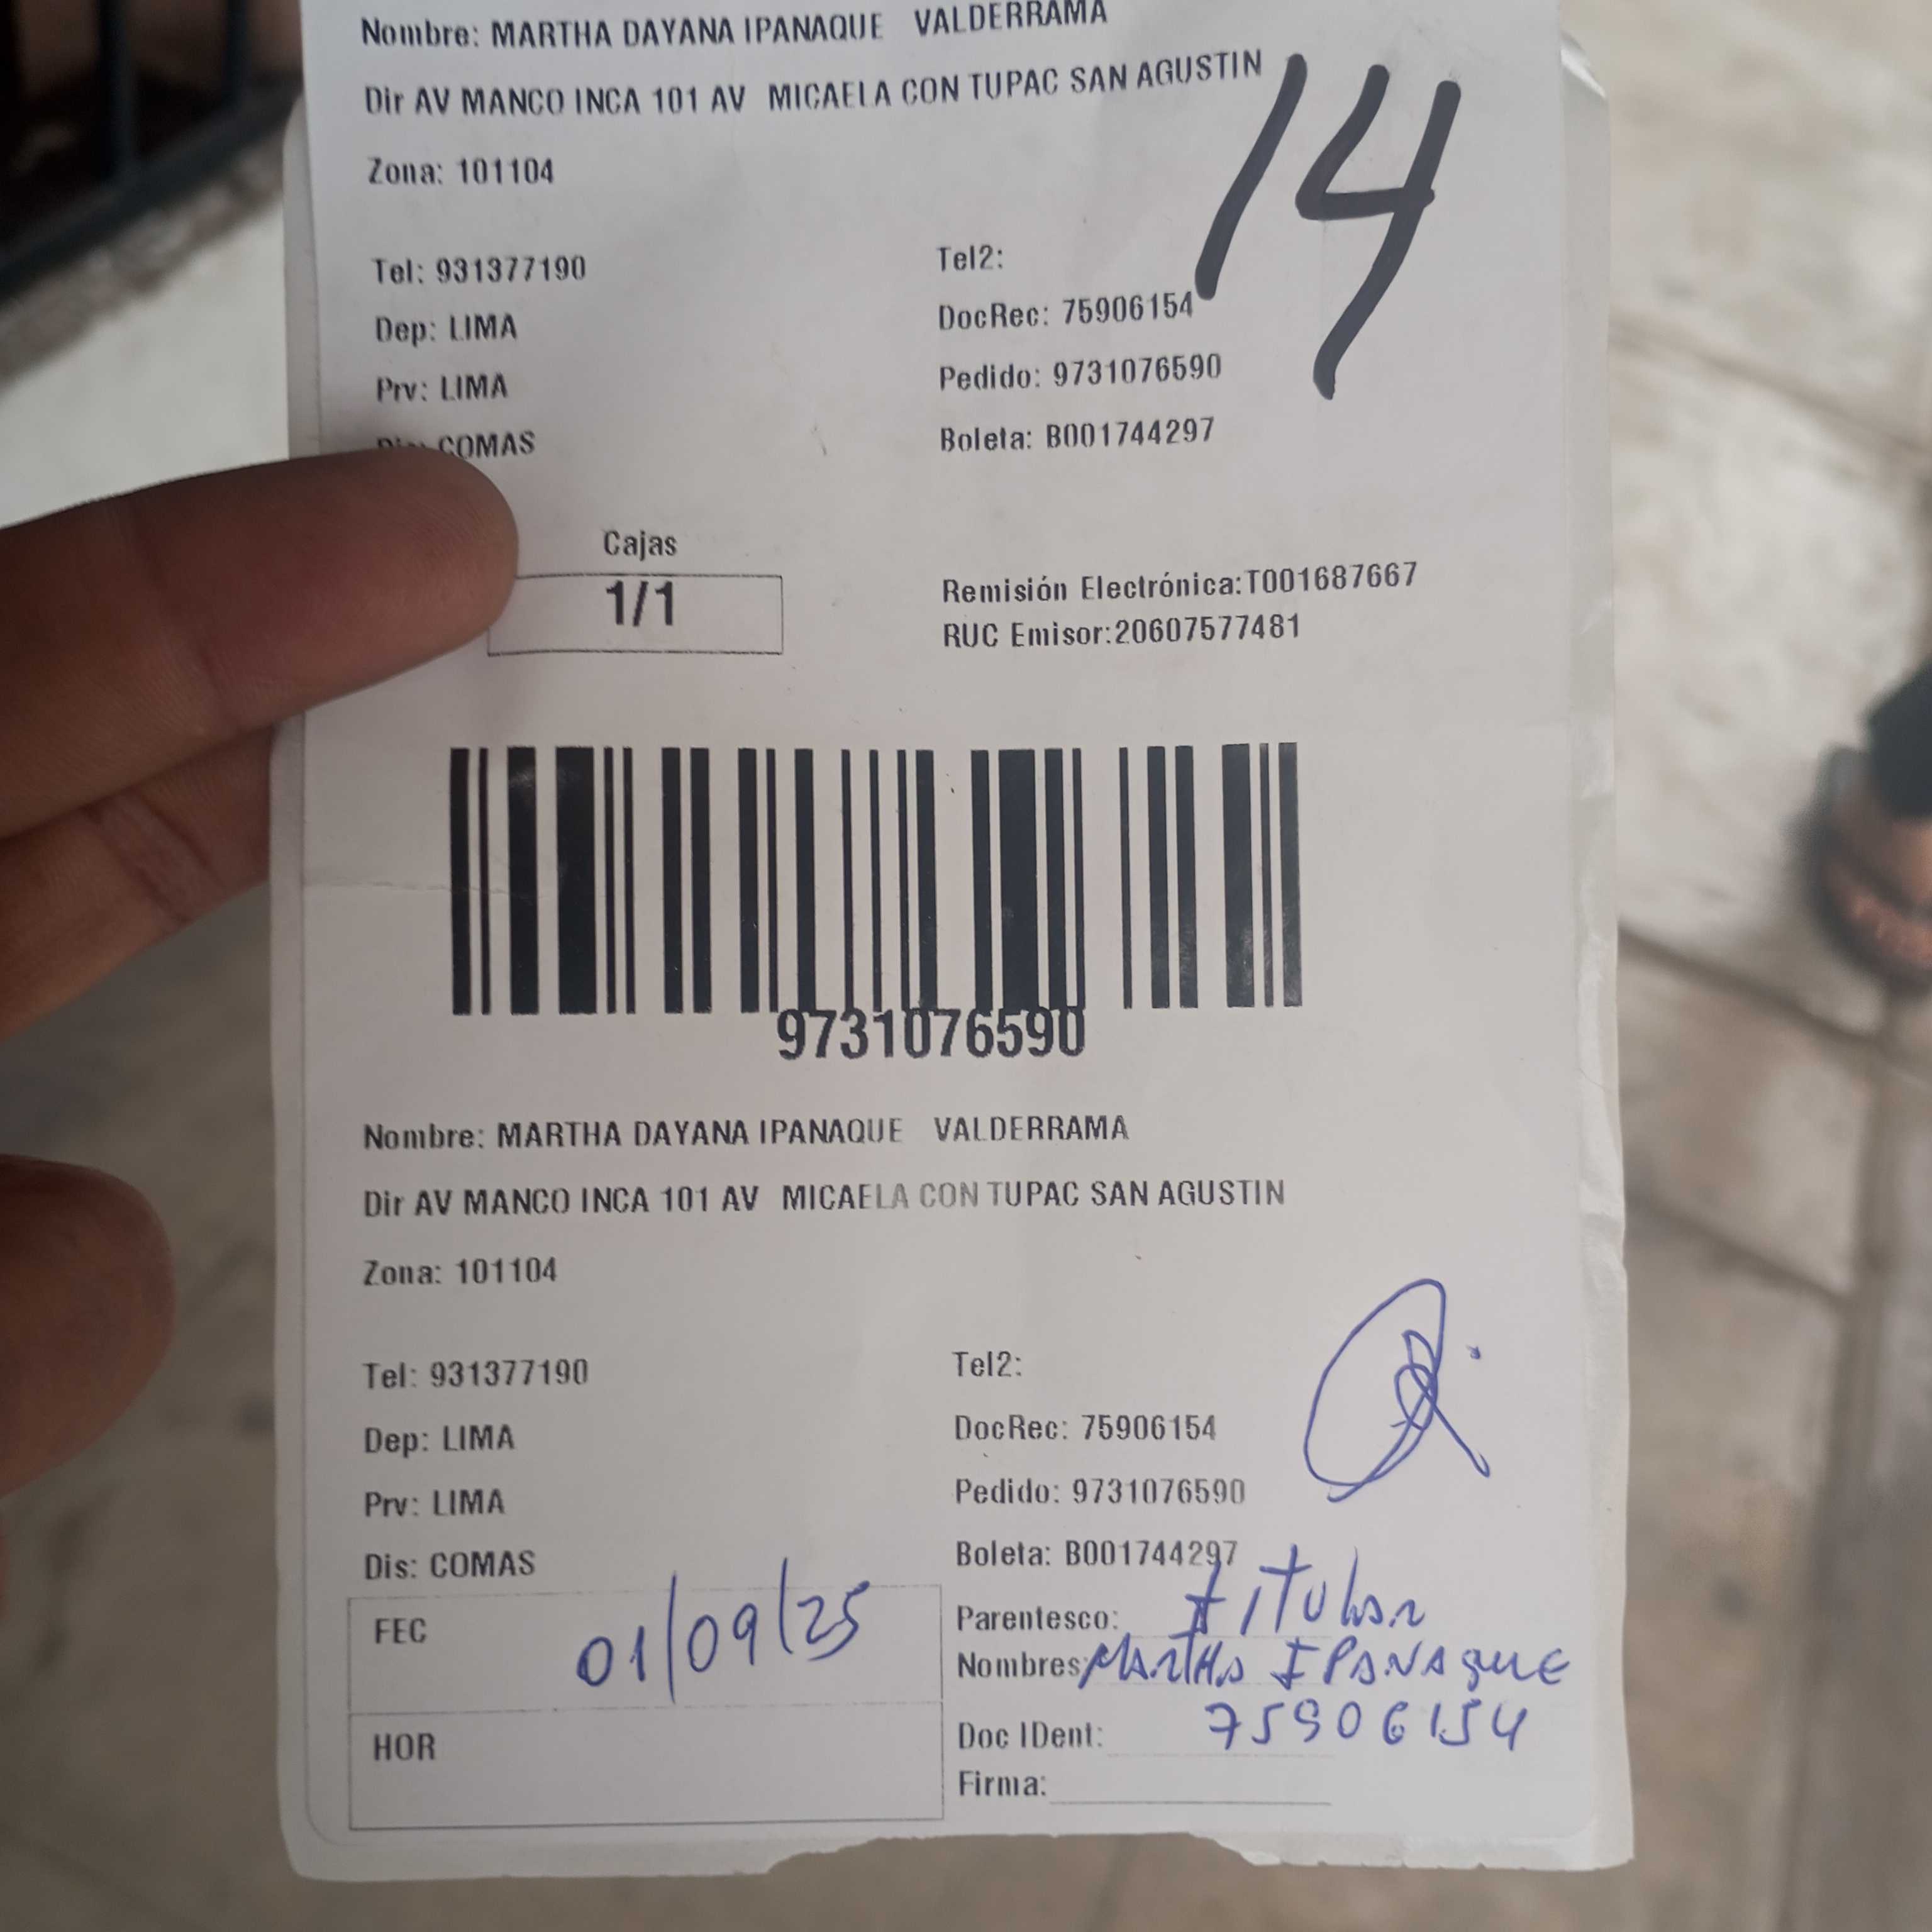 Nombre: MARTHA DAYANA IPANAQUE VALDERRAMA
Dir AV MANCO INCA 101 AV MICAELA CON TUPAC SAN AGUSTIN
14
Zona: 101104
Tel: 931377190
Tel2:
Dep: LIMA
DocRec: 75906154
Prv: LIMA
Pedido: 9731076590
COMAS
Boleta: B001744297
Cajas
1/1
Remisión Electrónica:T001687667
RUC Emisor:20607577481
9731076590
Nombre: MARTHA DAYANA IPANAQUE VALDERRAMA
Dir AV MANCO INCA 101 AV MICAELA CON TUPAC SAN AGUSTIN
Zona: 101104
Tel: 931377190
Tel2:
Dep: LIMA
DocRec: 75906154
Prv: LIMA
Pedido: 9731076590
Dis: COMAS
Boleta: B001744297
FEC 01/09/25
Parentesco: titular
Nombres: MARTHA IPANAQUE
HOR
Doc IDent: 75906154
Firma: